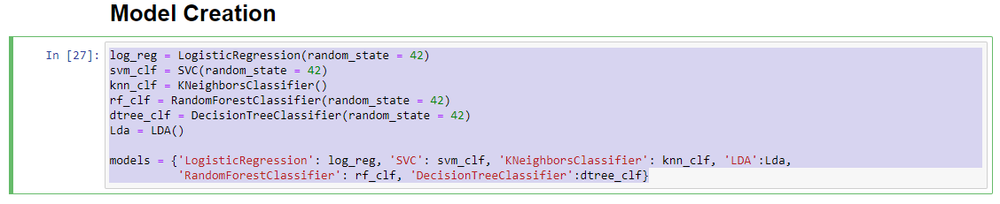 Model Creation
In [27]: log_reg = LogisticRegression(random_state = 42)
svm_clf = SVC(random_state = 42)
knn_clf = KNeighborsClassifier()
rf_clf = RandomForestClassifier(random_state = 42)
dtree_clf = DecisionTreeClassifier(random_state = 42)
Lda = LDA()
models = {'LogisticRegression': log_reg, 'SVC': svm_clf, 'KNeighborsClassifier': knn_clf, 'LDA':Lda,
'RandomForestClassifier': rf_clf, 'DecisionTreeClassifier':dtree_clf}